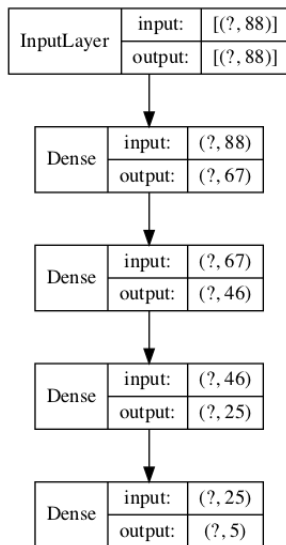 InputLayer input: [(?, 88)]
output: [(?, 88)]
Dense input: (?, 88)
output: (?, 67)
Dense input: (?, 67)
output: (?, 46)
Dense input: (?, 46)
output: (?, 25)
Dense input: (?, 25)
output: (?, 5)